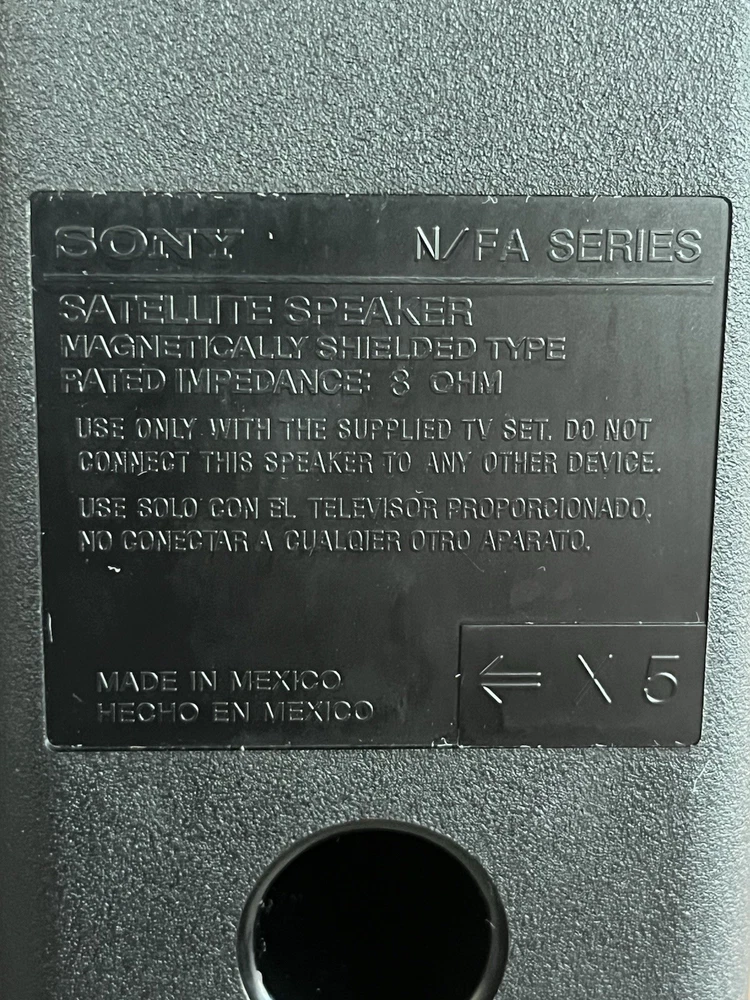 SONY N/FA SERIES
SATELLITE SPEAKER
MAGNETICALLY SHIELDED TYPE
RATED IMPEDANCE: 8 OHM
USE ONLY WITH THE SUPPLIED TV SET. DO NOT
CONNECT THIS SPEAKER TO ANY OTHER DEVICE.
USE SOLO CON EL TELEVISOR PROPORCIONADO.
NO CONECTAR A CUALQIER OTRO APARATO.
MADE IN MEXICO
HECHO EN MEXICO
⇐ \ 5